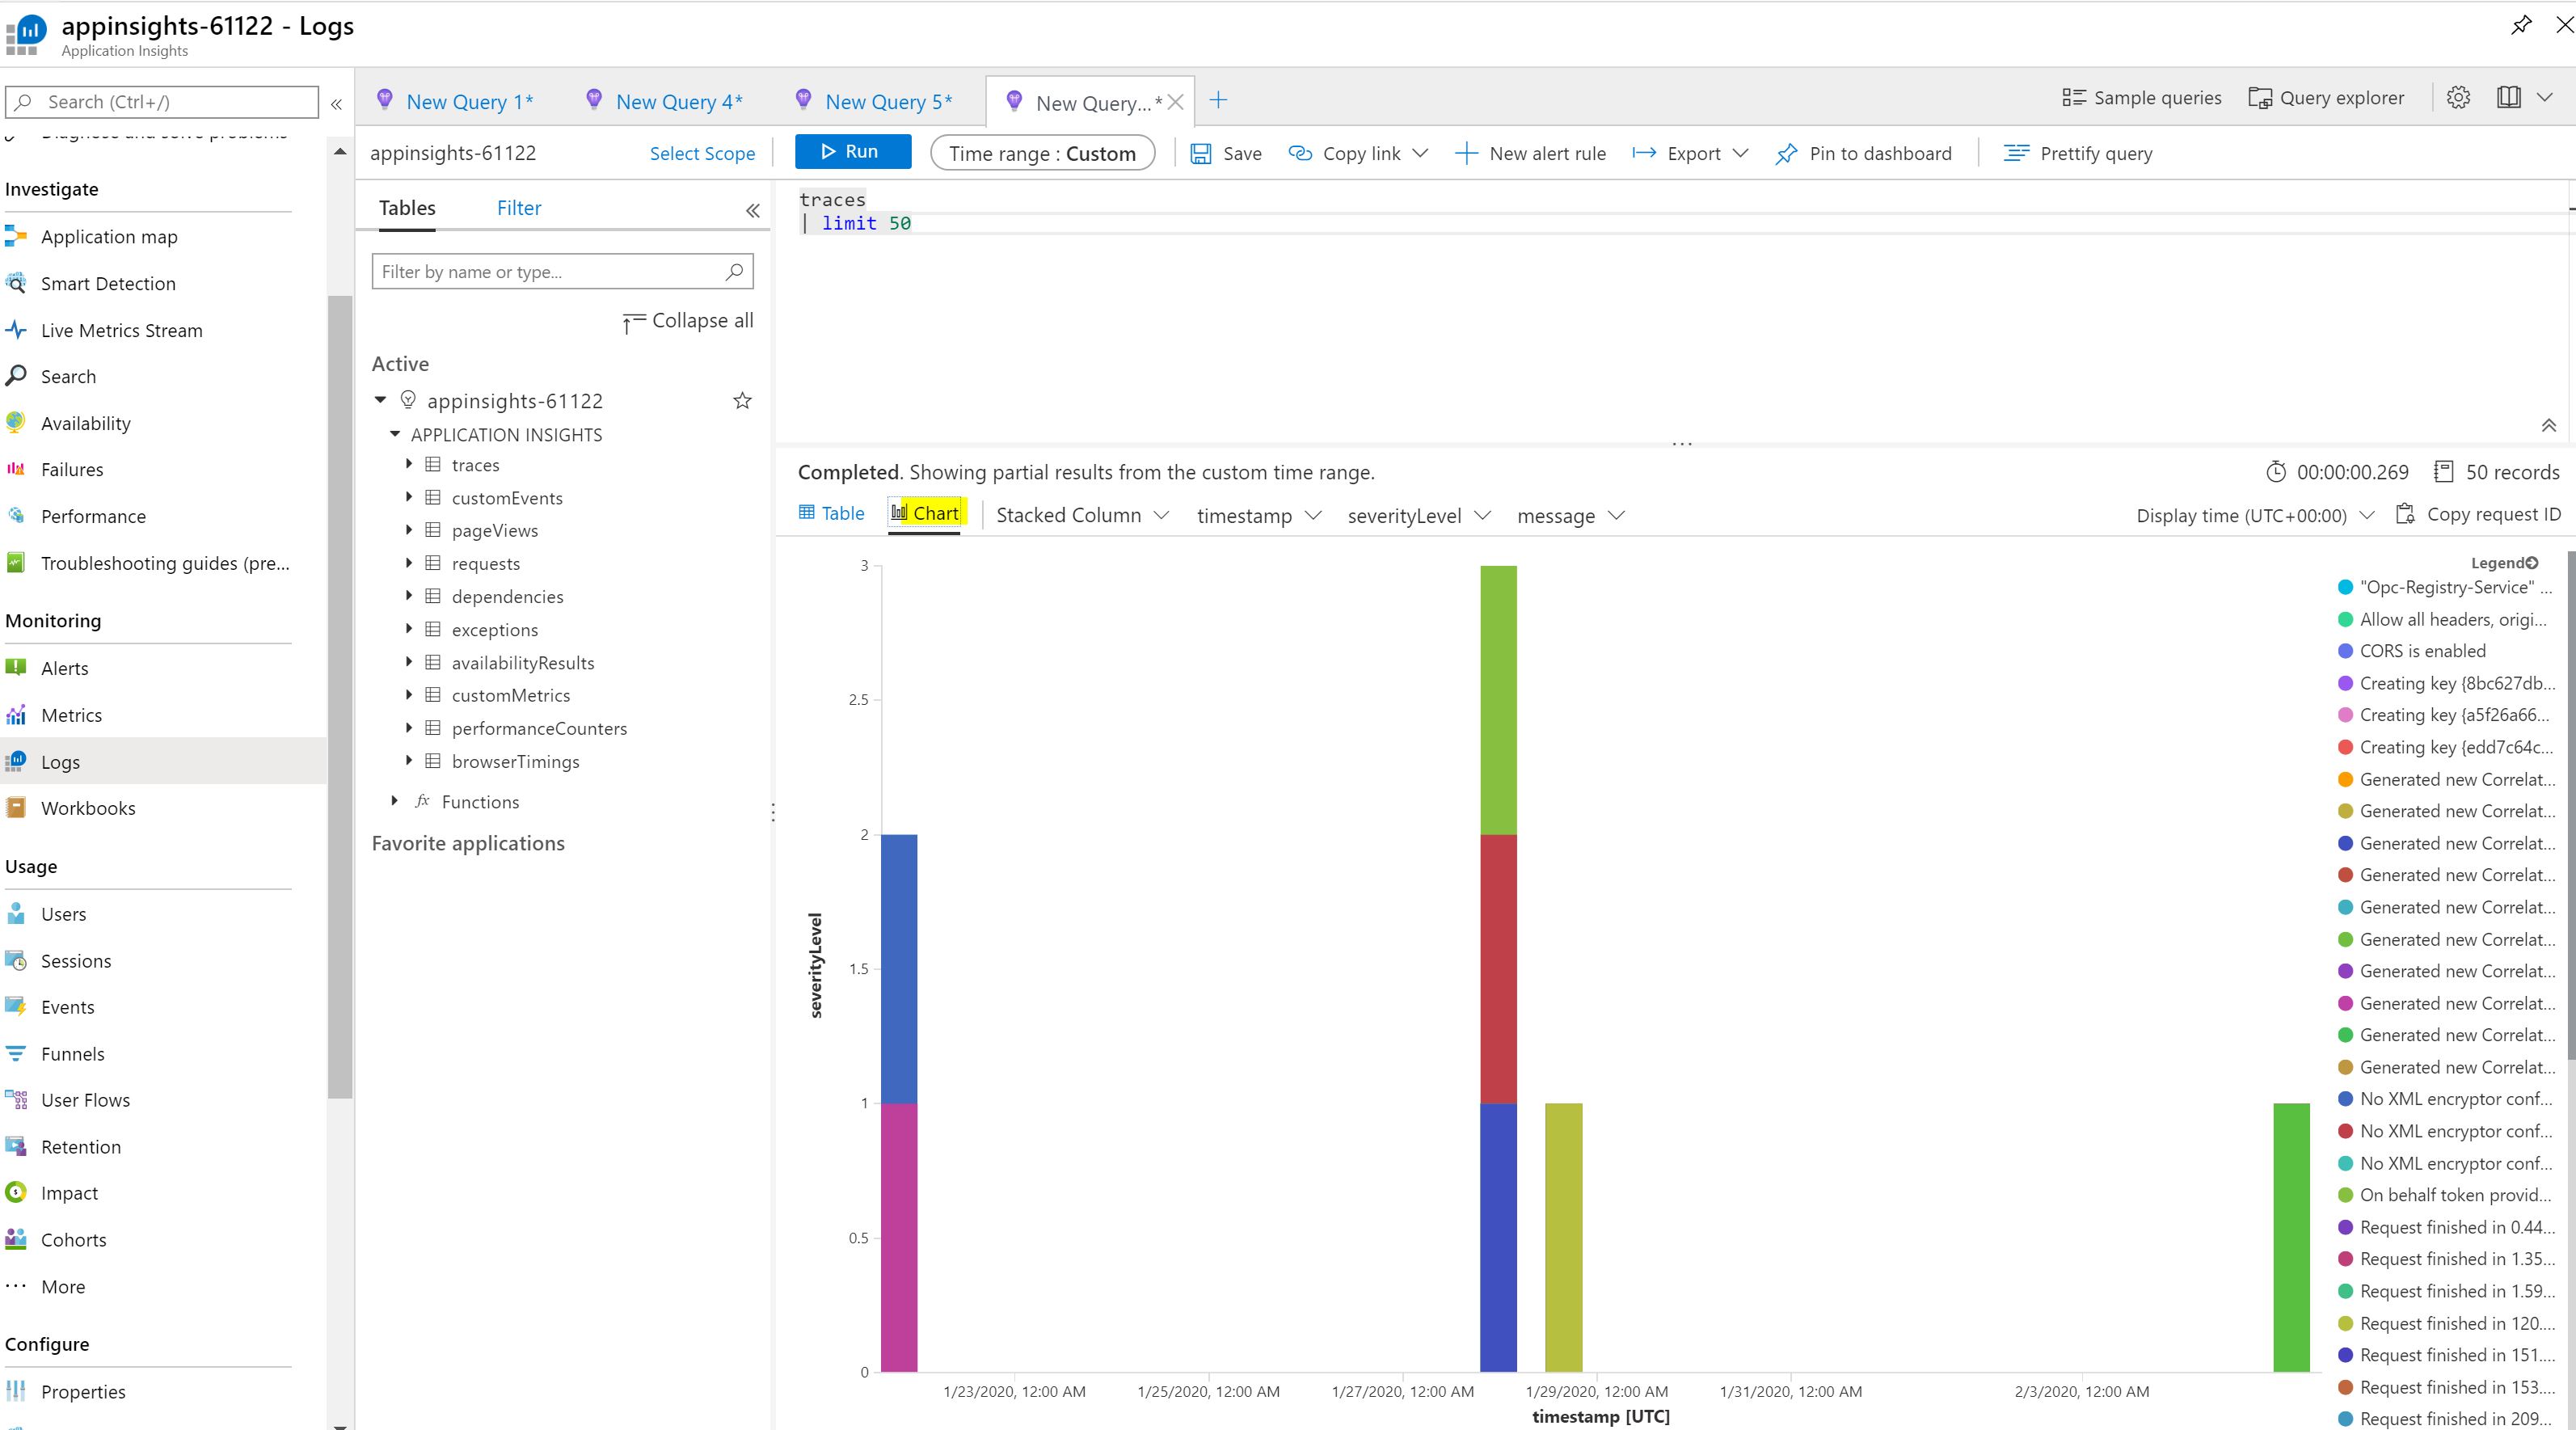 appinsights-61122 - Logs
Application Insights
Search (Ctrl+/)
Diagnose and solve problems
Investigate
Application map
Smart Detection
Live Metrics Stream
Search
Availability
Failures
Performance
Troubleshooting guides (pre...
Monitoring
Alerts
Metrics
Logs
Workbooks
Usage
Users
Sessions
Events
Funnels
User Flows
Retention
Impact
Cohorts
More
Configure
Properties
New Query 1*
New Query 4*
New Query 5*
New Query...*
Sample queries
Query explorer
appinsights-61122
Select Scope
Run
Time range : Custom
Save
Copy link
New alert rule
Export
Pin to dashboard
Prettify query
Tables
Filter
Filter by name or type...
Collapse all
Active
appinsights-61122
APPLICATION INSIGHTS
traces
customEvents
pageViews
requests
dependencies
exceptions
availabilityResults
customMetrics
performanceCounters
browserTimings
fx Functions
Favorite applications
traces
| limit 50
Completed. Showing partial results from the custom time range.
00:00:00.269
50 records
Table
Chart
Stacked Column
timestamp
severityLevel
message
Display time (UTC+00:00)
Copy request ID
3
2.5
2
1.5
1
0.5
0
severityLevel
1/23/2020, 12:00 AM
1/25/2020, 12:00 AM
1/27/2020, 12:00 AM
1/29/2020, 12:00 AM
1/31/2020, 12:00 AM
2/3/2020, 12:00 AM
timestamp [UTC]
Legend
"Opc-Registry-Service" ...
Allow all headers, origi...
CORS is enabled
Creating key {8bc627db...
Creating key {a5f26a66...
Creating key {edd7c64c...
Generated new Correlat...
Generated new Correlat...
Generated new Correlat...
Generated new Correlat...
Generated new Correlat...
Generated new Correlat...
Generated new Correlat...
Generated new Correlat...
Generated new Correlat...
Generated new Correlat...
No XML encryptor conf...
No XML encryptor conf...
No XML encryptor conf...
On behalf token provid...
Request finished in 0.44...
Request finished in 1.35...
Request finished in 1.59...
Request finished in 120....
Request finished in 151....
Request finished in 153....
Request finished in 209...